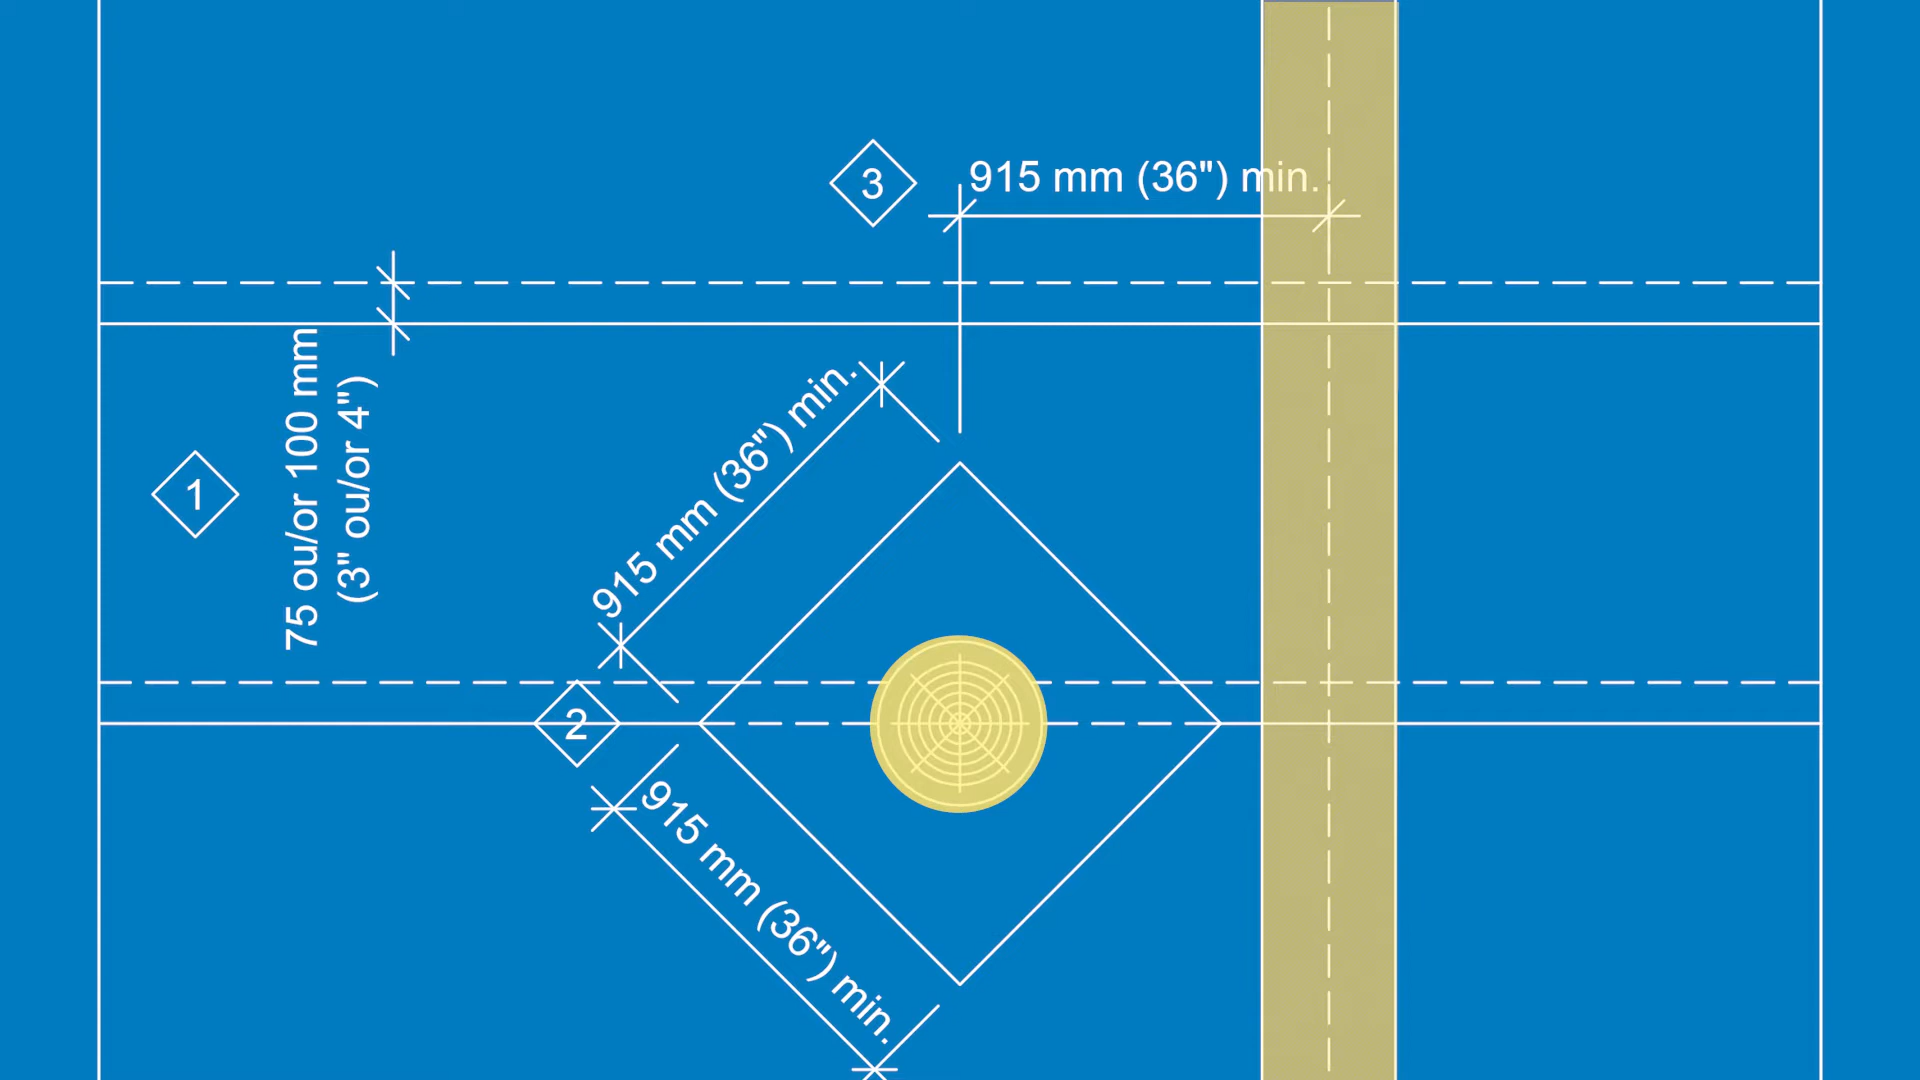 3
915 mm (36") min.
1
75 ou/or 100 mm
(3" ou/or 4")
915 mm (36") min.
2
915 mm (36") min.